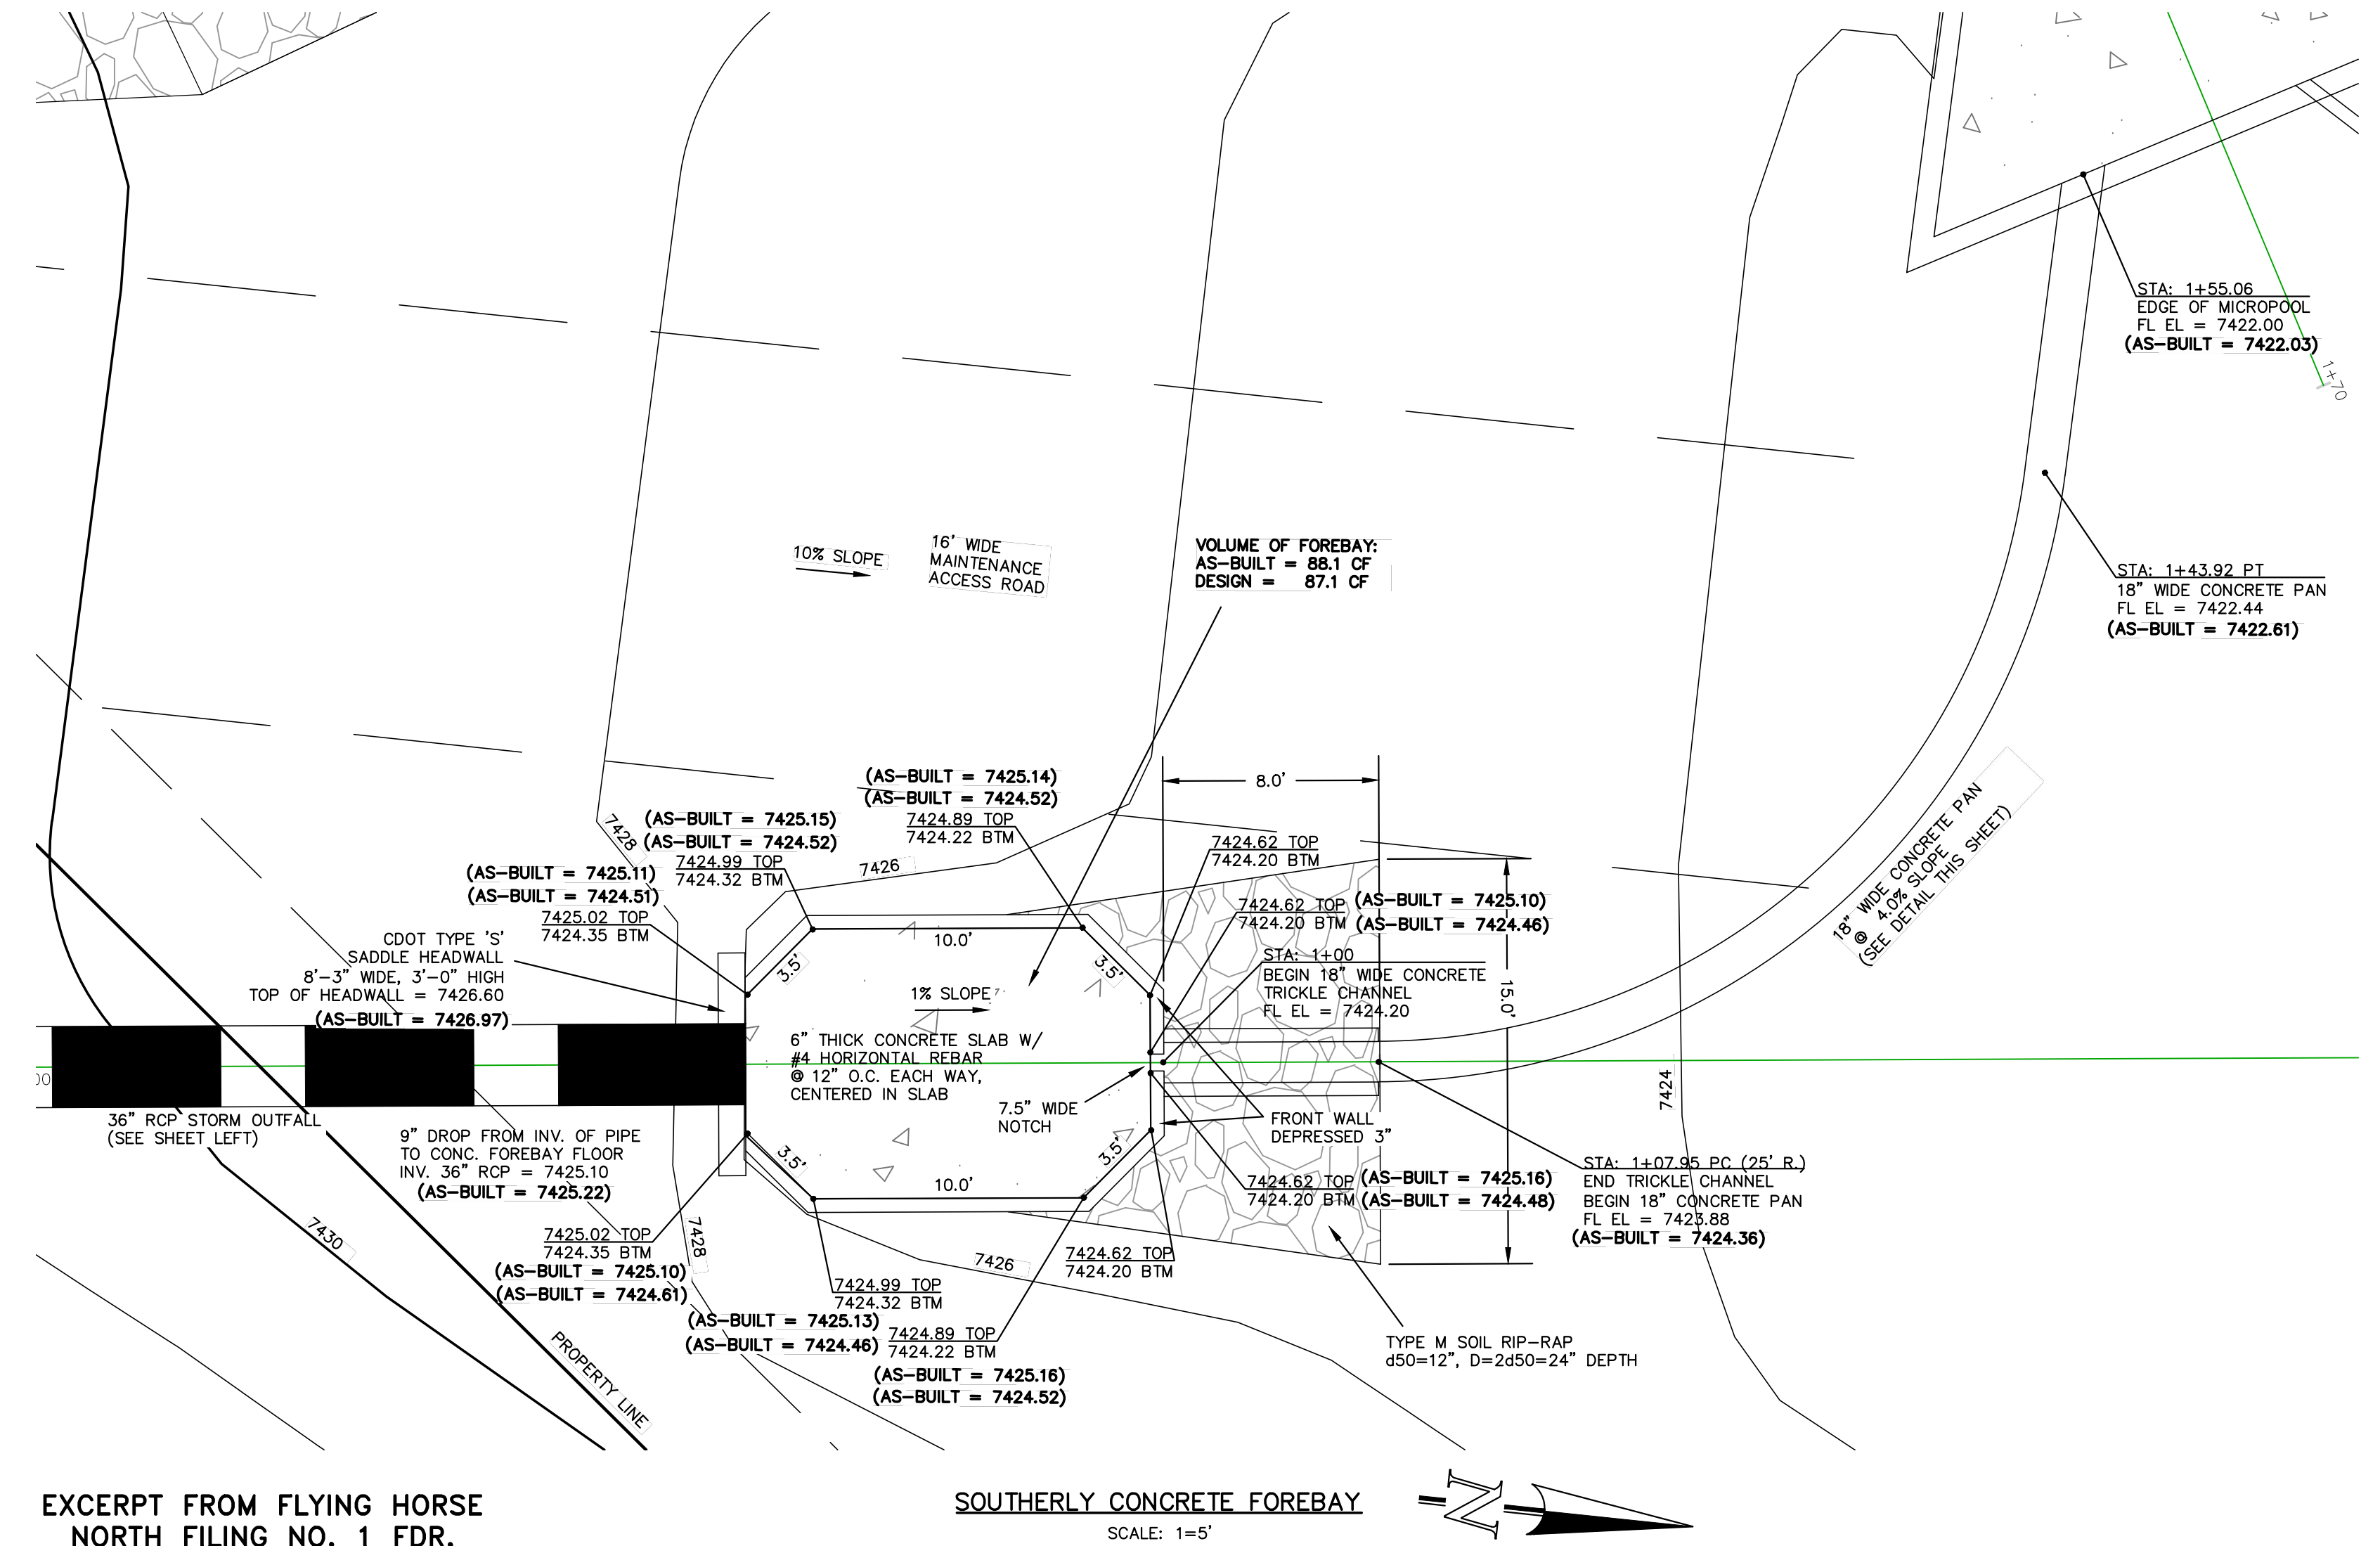 STA: 1+55.06
EDGE OF MICROPOOL
FL EL = 7422.00
(AS-BUILT = 7422.03)
1+70
10% SLOPE
16' WIDE
MAINTENANCE
ACCESS ROAD
VOLUME OF FOREBAY:
AS-BUILT = 88.1 CF
DESIGN = 87.1 CF
STA: 1+43.92 PT
18" WIDE CONCRETE PAN
FL EL = 7422.44
(AS-BUILT = 7422.61)
18" WIDE CONCRETE PAN
@ 4.0% SLOPE
(SEE DETAIL THIS SHEET)
(AS-BUILT = 7425.14)
(AS-BUILT = 7424.52)
7424.89 TOP
7424.22 BTM
8.0'
(AS-BUILT = 7425.15)
(AS-BUILT = 7424.52)
7424.99 TOP
7424.32 BTM
7428
7426
7424.62 TOP
7424.20 BTM
(AS-BUILT = 7425.11)
(AS-BUILT = 7424.51)
7425.02 TOP
7424.35 BTM
7424.62 TOP
7424.20 BTM
(AS-BUILT = 7425.10)
(AS-BUILT = 7424.46)
CDOT TYPE 'S'
SADDLE HEADWALL
8'-3" WIDE, 3'-0" HIGH
TOP OF HEADWALL = 7426.60
(AS-BUILT = 7426.97)
10.0'
3.5'
3.5'
1% SLOPE
STA: 1+00
BEGIN 18" WIDE CONCRETE
TRICKLE CHANNEL
FL EL = 7424.20
15.0'
6" THICK CONCRETE SLAB W/
#4 HORIZONTAL REBAR
@ 12" O.C. EACH WAY,
CENTERED IN SLAB
7.5" WIDE
NOTCH
FRONT WALL
DEPRESSED 3"
7424
36" RCP STORM OUTFALL
(SEE SHEET LEFT)
9" DROP FROM INV. OF PIPE
TO CONC. FOREBAY FLOOR
INV. 36" RCP = 7425.10
(AS-BUILT = 7425.22)
3.5'
10.0'
3.5'
7424.62 TOP
7424.20 BTM
(AS-BUILT = 7425.16)
(AS-BUILT = 7424.48)
STA: 1+07.95 PC (25' R.)
END TRICKLE CHANNEL
BEGIN 18" CONCRETE PAN
FL EL = 7423.88
(AS-BUILT = 7424.36)
7430
7425.02 TOP
7424.35 BTM
(AS-BUILT = 7425.10)
(AS-BUILT = 7424.61)
7428
7426
7424.62 TOP
7424.20 BTM
7424.99 TOP
7424.32 BTM
(AS-BUILT = 7425.13)
(AS-BUILT = 7424.46)
7424.89 TOP
7424.22 BTM
(AS-BUILT = 7425.16)
(AS-BUILT = 7424.52)
PROPERTY LINE
TYPE M SOIL RIP-RAP
d50=12", D=2d50=24" DEPTH
EXCERPT FROM FLYING HORSE
NORTH FILING NO. 1 FDR.
SOUTHERLY CONCRETE FOREBAY
SCALE: 1=5'
N